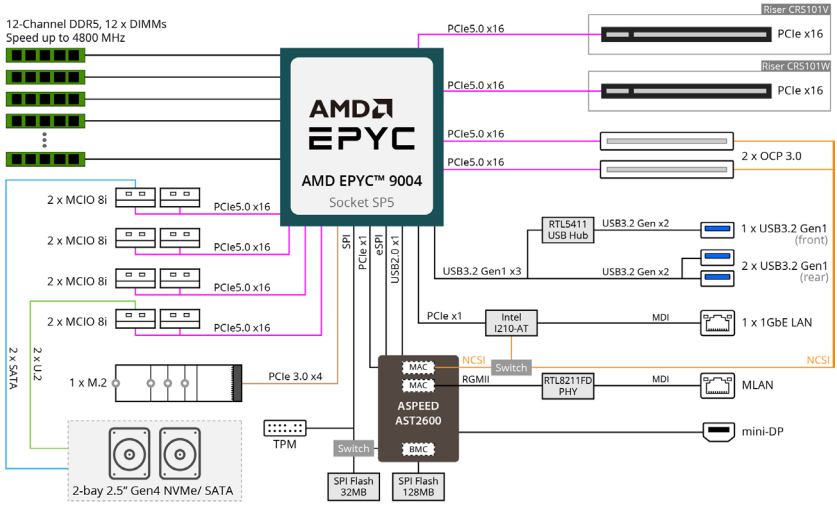 12-Channel DDR5, 12 x DIMMs
Speed up to 4800 MHz
AMD
EPYC
AMD EPYC™ 9004
Socket SP5
PCIe5.0 x16
Riser CRS101V
PCIe x16
PCIe5.0 x16
Riser CRS101W
PCIe x16
PCIe5.0 x16
PCIe5.0 x16
2 x OCP 3.0
2 x MCIO 8i
PCIe5.0 x16
2 x MCIO 8i
PCIe5.0 x16
2 x MCIO 8i
PCIe5.0 x16
2 x MCIO 8i
PCIe5.0 x16
SPI
PCIe x1
eSPI
USB2.0 x1
RTL5411
USB Hub
USB3.2 Gen x2
1 x USB3.2 Gen1
(front)
USB3.2 Gen1 x3
USB3.2 Gen x2
2 x USB3.2 Gen1
(rear)
PCIe x1
Intel
I210-AT
MDI
1 x 1GbE LAN
2 x SATA
2 x U.2
1 x M.2
PCIe 3.0 x4
NCSI
NCSI
Switch
MAC
MAC
RGMII
RTL8211FD
PHY
MDI
MLAN
ASPEED
AST2600
TPM
mini-DP
Switch
BMC
2-bay 2.5” Gen4 NVMe/ SATA
SPI Flash
32MB
SPI Flash
128MB